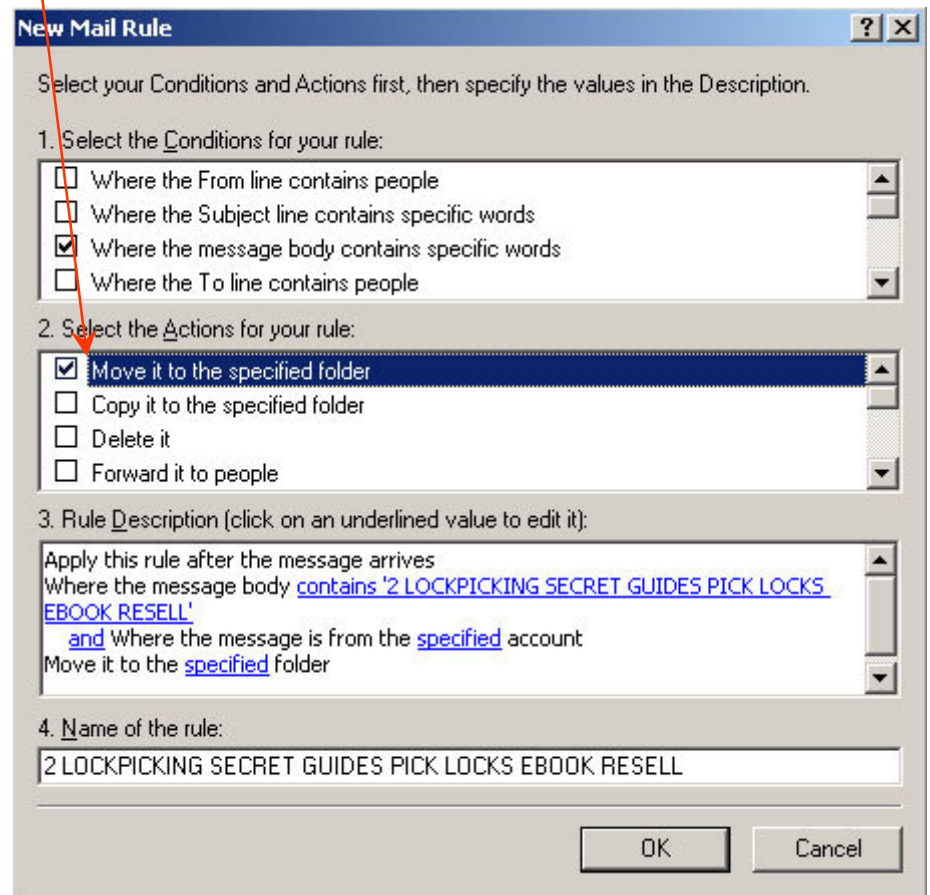 New Mail Rule
Select your Conditions and Actions first, then specify the values in the Description.
1. Select the Conditions for your rule:
Where the From line contains people
Where the Subject line contains specific words
Where the message body contains specific words
Where the To line contains people
2. Select the Actions for your rule:
Move it to the specified folder
Copy it to the specified folder
Delete it
Forward it to people
3. Rule Description (click on an underlined value to edit it):
Apply this rule after the message arrives
Where the message body contains '2 LOCKPICKING SECRET GUIDES PICK LOCKS
EBOOK RESELL'
and Where the message is from the specified account
Move it to the specified folder
4. Name of the rule:
2 LOCKPICKING SECRET GUIDES PICK LOCKS EBOOK RESELL
OK Cancel